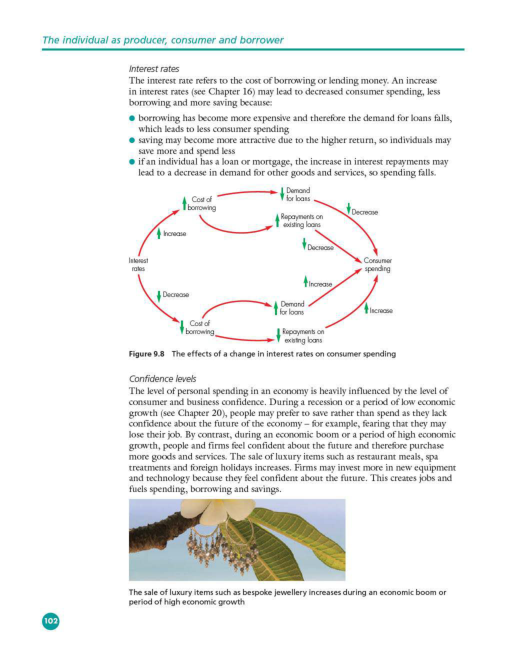 The individual as producer, consumer and borrower
Interest rates
The interest rate refers to the cost of borrowing or lending money. An increase
in interest rates (see Chapter 16) may lead to decreased consumer spending, less
borrowing and more saving because:
● borrowing has become more expensive and therefore the demand for loans falls,
which leads to less consumer spending
● saving may become more attractive due to the higher return, so individuals may
save more and spend less
● if an individual has a loan or mortgage, the increase in interest repayments may
lead to a decrease in demand for other goods and services, so spending falls.
Demand
for loans
Cost of
borrowing
Decrease
Repayments on
existing loans
Increase
Decrease
Interest
rates
Consumer
spending
Increase
Decrease
Demand
for loans
Increase
Cost of
borrowing
Repayments on
existing loans
Figure 9.8 The effects of a change in interest rates on consumer spending
Confidence levels
The level of personal spending in an economy is heavily influenced by the level of
consumer and business confidence. During a recession or a period of low economic
growth (see Chapter 20), people may prefer to save rather than spend as they lack
confidence about the future of the economy – for example, fearing that they may
lose their job. By contrast, during an economic boom or a period of high economic
growth, people and firms feel confident about the future and therefore purchase
more goods and services. The sale of luxury items such as restaurant meals, spa
treatments and foreign holidays increases. Firms may invest more in new equipment
and technology because they feel confident about the future. This creates jobs and
fuels spending, borrowing and savings.
The sale of luxury items such as bespoke jewellery increases during an economic boom or
period of high economic growth
102